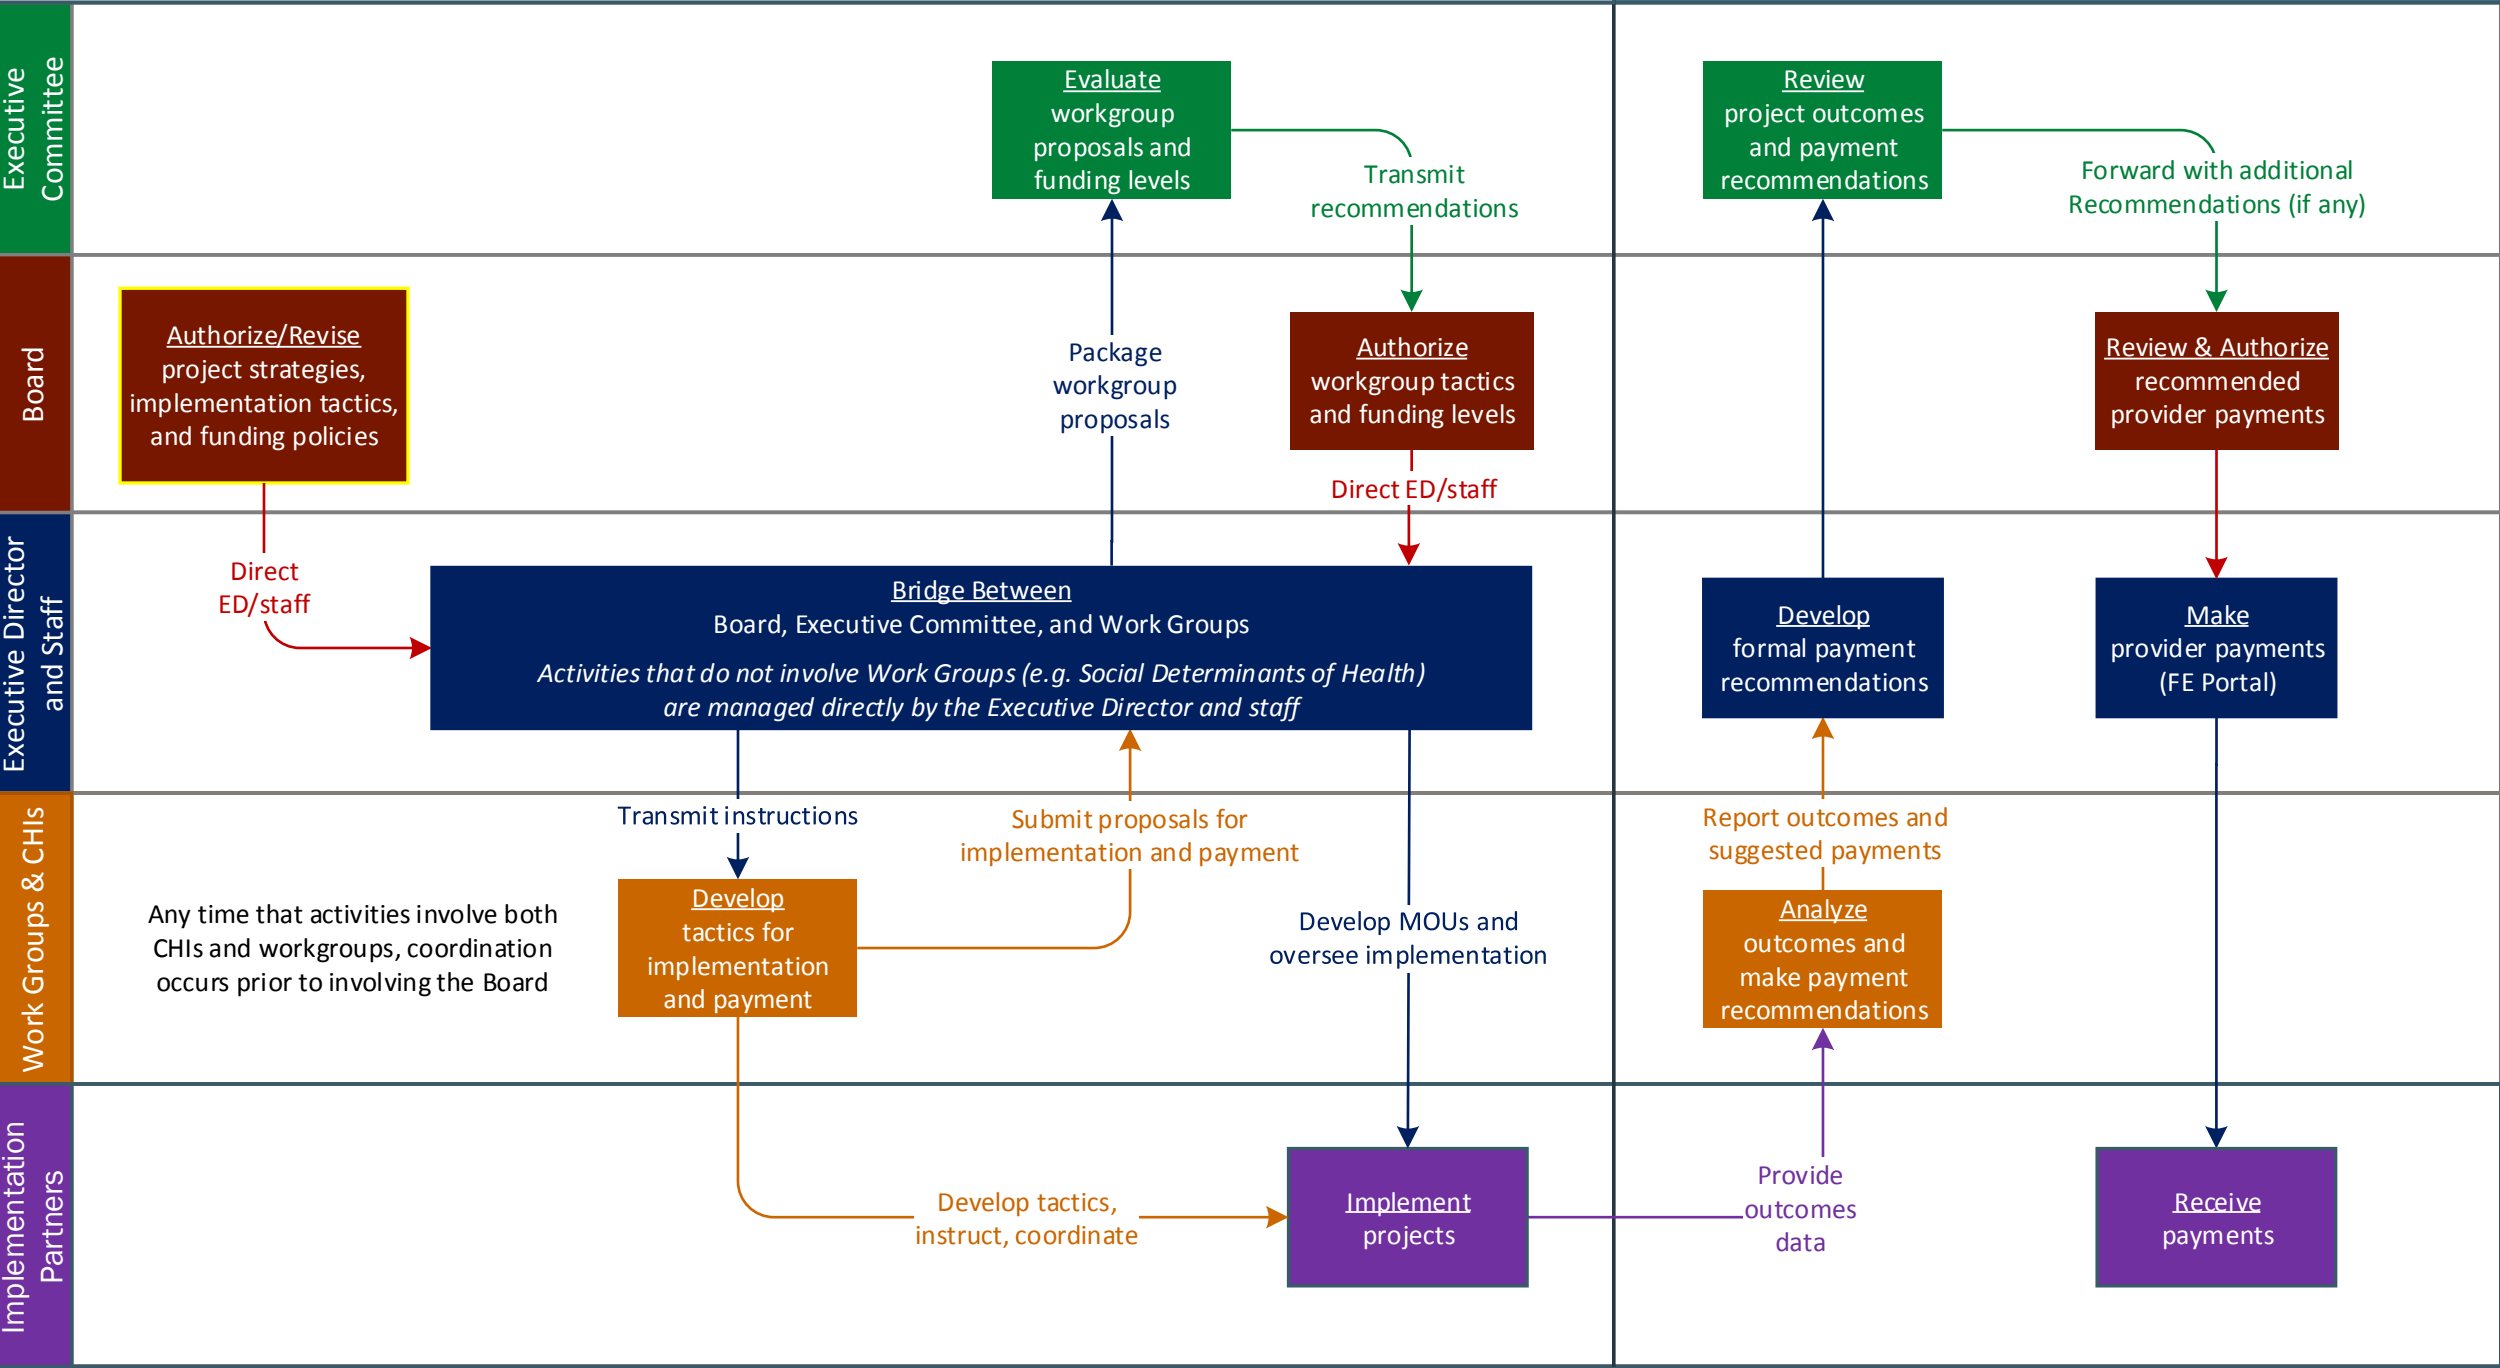 Executive
Committee
Evaluate
workgroup
proposals and
funding levels
Transmit
recommendations
Review
project outcomes
and payment
recommendations
Forward with additional
Recommendations (if any)
Board
Authorize/Revise
project strategies,
implementation tactics,
and funding policies
Package
workgroup
proposals
Authorize
workgroup tactics
and funding levels
Direct ED/staff
Review & Authorize
recommended
provider payments
Executive Director
and Staff
Direct
ED/staff
Bridge Between
Board, Executive Committee, and Work Groups
Activities that do not involve Work Groups (e.g. Social Determinants of Health)
are managed directly by the Executive Director and staff
Develop
formal payment
recommendations
Make
provider payments
(FE Portal)
Work Groups & CHIs
Transmit instructions
Submit proposals for
implementation and payment
Report outcomes and
suggested payments
Any time that activities involve both
CHIs and workgroups, coordination
occurs prior to involving the Board
Develop
tactics for
implementation
and payment
Develop MOUs and
oversee implementation
Analyze
outcomes and
make payment
recommendations
Implementation
Partners
Develop tactics,
instruct, coordinate
Implement
projects
Provide
outcomes
data
Receive
payments